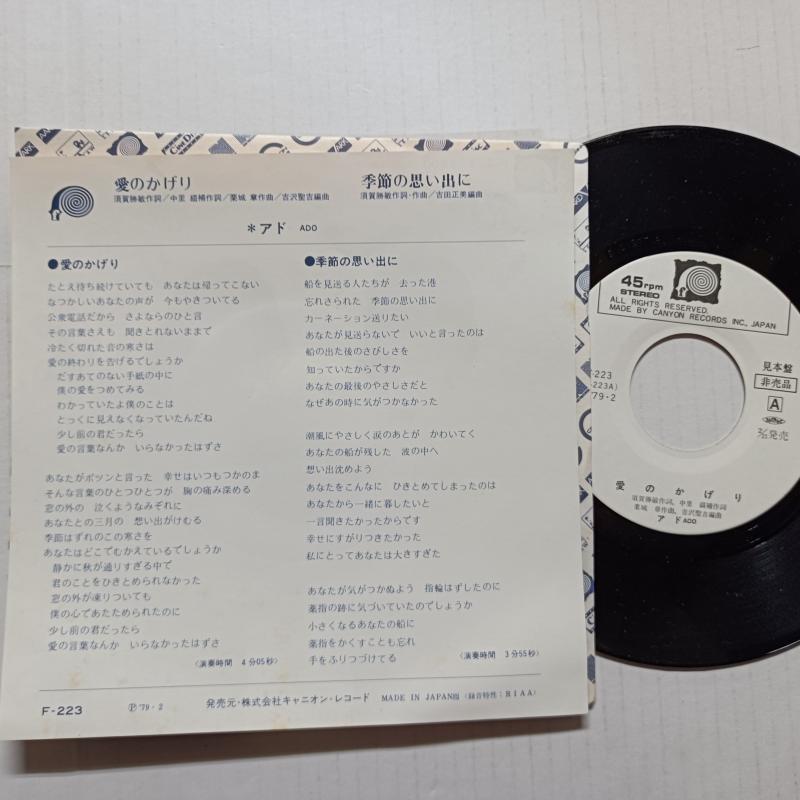 愛のかげり
須賀勝敏作詞／中里 綴補作詞／栗城 章作曲／吉沢聖吉編曲
季節の思い出に
須賀勝敏作詞・作曲／吉田正美編曲
＊アド ADO
●愛のかげり
たとえ待ち続けていても あなたは帰ってこない
なつかしいあなたの声が 今もやきついてる
公衆電話だから さよならのひと言
その言葉さえも 聞きとれないままで
冷たく切れた音の寒さは
愛の終わりを告げるでしょうか
だすあてのない手紙の中に
僕の愛をつめてみる
わかっていたよ僕のことは
とっくに見えなくなっていたんだね
少し前の君だったら
愛の言葉なんか いらなかったはずさ
あなたがポツンと言った 幸せはいつもつかのま
そんな言葉のひとつひとつが 胸の痛み深める
窓の外の 泣くようなみぞれに
あなたとの三月の 想い出がけむる
季節はずれのこの寒さを
あなたはどこでむかえているでしょうか
静かに秋が通りすぎる中で
君のことをひきとめられなかった
窓の外が凍りついても
僕の心であたためられたのに
少し前の君だったら
愛の言葉なんか いらなかったはずさ
〈演奏時間 4分05秒〉
●季節の思い出に
船を見送る人たちが 去った港
忘れさられた 季節の思い出に
カーネーション送りたい
あなたが見送らないで いいと言ったのは
船の出た後のさびしさを
知っていたからですか
あなたの最後のやさしさだと
なぜあの時に気がつかなかった
潮風にやさしく涙のあとが かわいてく
あなたの船が残した 波の中へ
想い出沈めよう
あなたをこんなに ひきとめてしまったのは
あなたから一緒に暮したいと
一言聞きたかったからです
幸せにすがりつきたかった
私にとってあなたは大きすぎた
あなたが気がつかぬよう 指輪はずしたのに
薬指の跡に気づいていたのでしょうか
小さくなるあなたの船に
薬指をかくすことも忘れ
手をふりつづけてる
〈演奏時間 3分55秒〉
F-223
Ⓟ'79・2
発売元・株式会社キャニオン・レコード
MADE IN JAPAN
（録音特性：RIAA）
45rpm
STEREO
ALL RIGHTS RESERVED.
MADE BY CANYON RECORDS INC., JAPAN
-223
-223A)
'79・2
見本盤
非売品
A
発売
愛のかげり
須賀勝敏作詞、中里 綴補作詞
栗城 章作曲、吉沢聖吉編曲
アド ADO